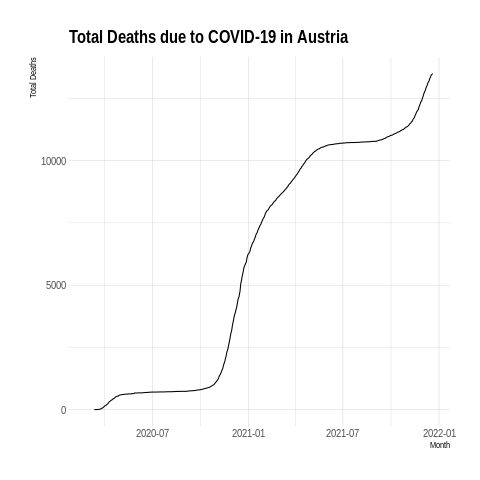 Total Deaths due to COVID-19 in Austria
Total Deaths
10000
5000
0
2020-07
2021-01
2021-07
2022-01
Month